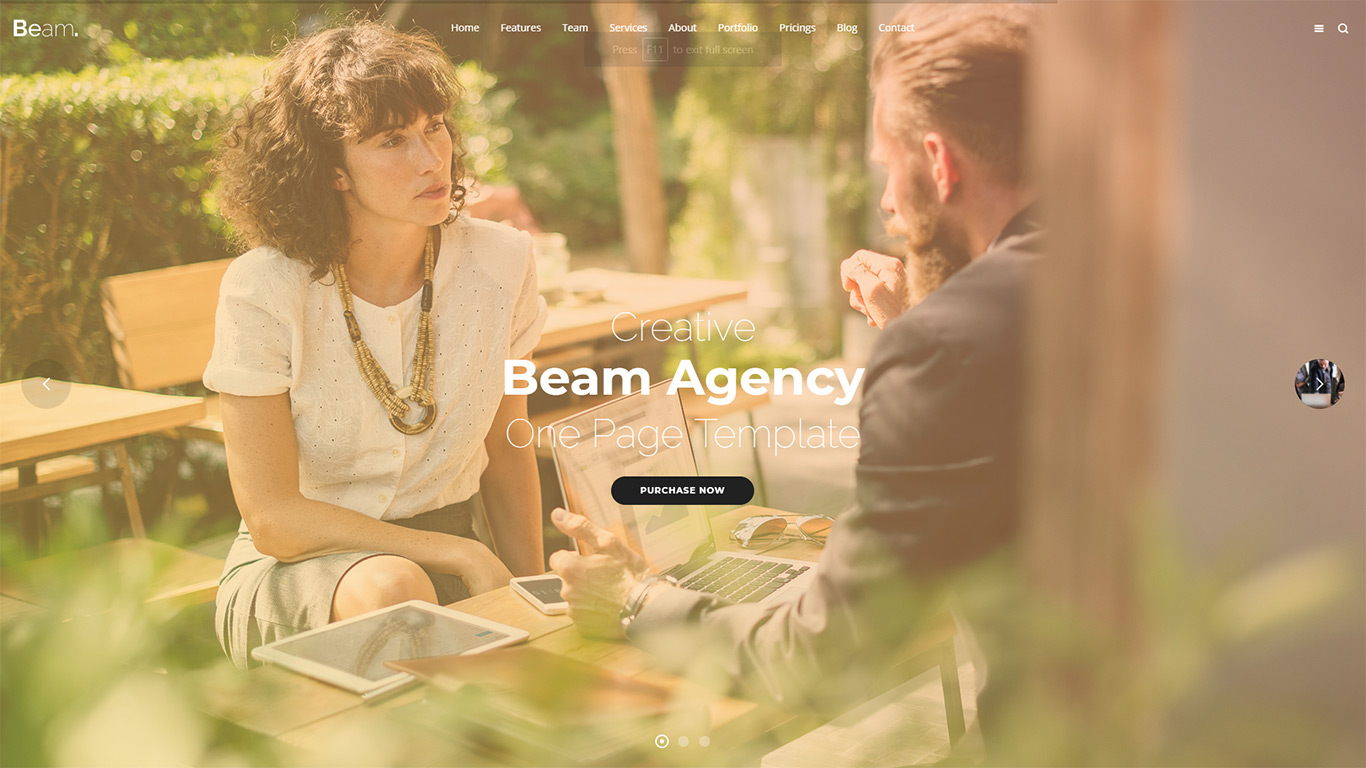 Beam.
Home Features Team Services About Portfolio Pricings Blog Contact
Press F11 to exit full screen
Creative
Beam Agency
One Page Template
PURCHASE NOW